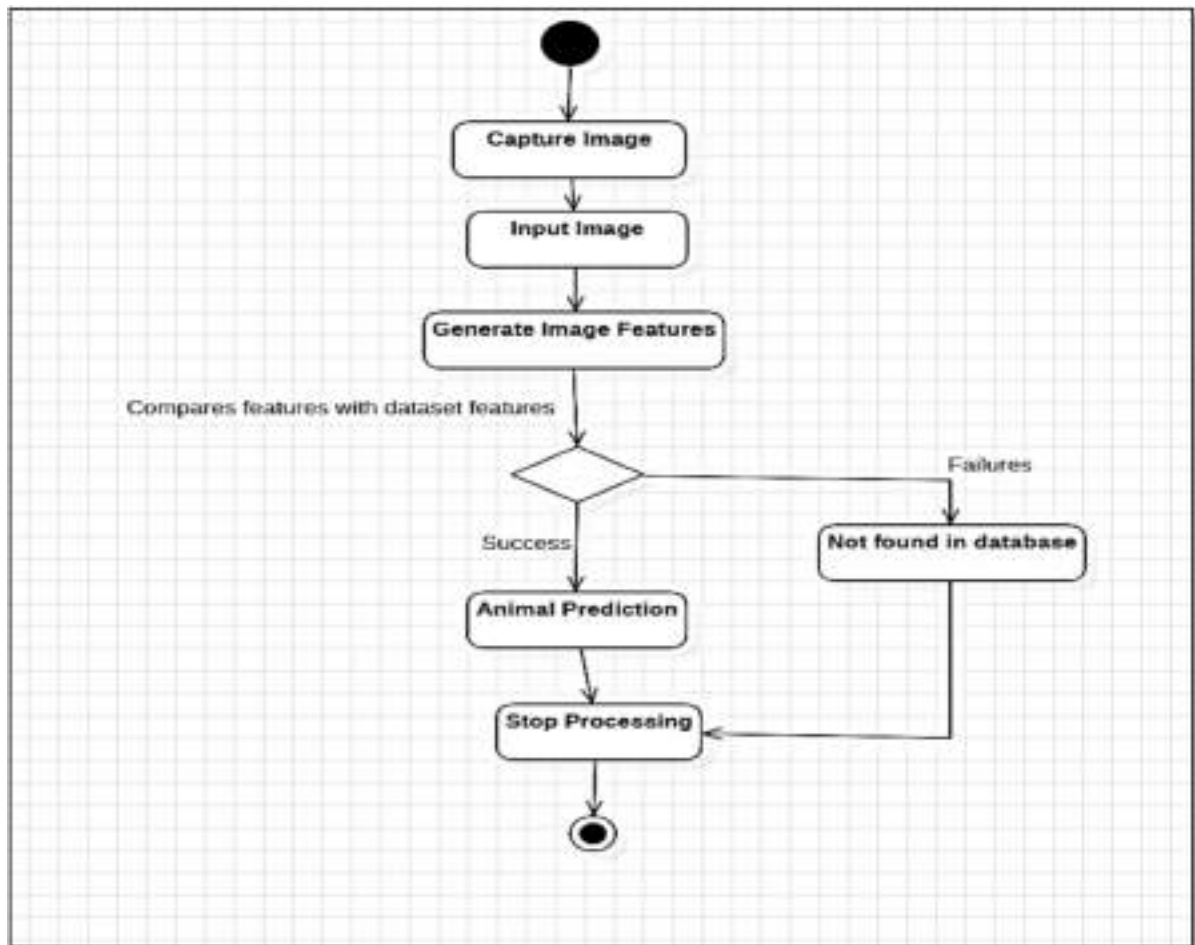 Capture Image
Input Image
Generate Image Features
Compares features with dataset features
Failures
Success
Not found in database
Animal Prediction
Stop Processing